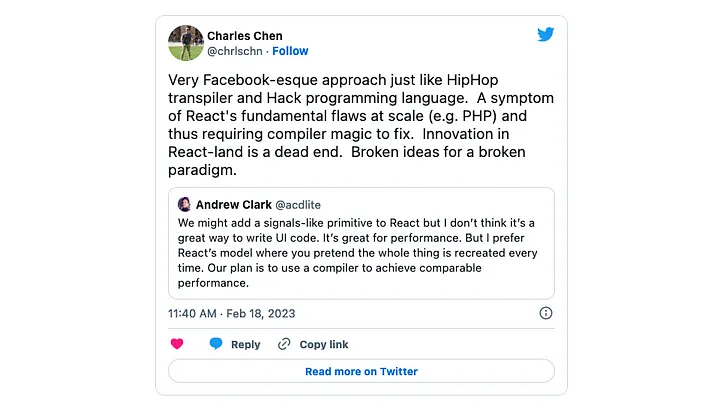 Charles Chen
@chrlschn · Follow
Very Facebook-esque approach just like HipHop
transpiler and Hack programming language.  A symptom
of React's fundamental flaws at scale (e.g. PHP) and
thus requiring compiler magic to fix.  Innovation in
React-land is a dead end.  Broken ideas for a broken
paradigm.
Andrew Clark @acdlite
We might add a signals-like primitive to React but I don’t think it’s a
great way to write UI code. It’s great for performance. But I prefer
React’s model where you pretend the whole thing is recreated every
time. Our plan is to use a compiler to achieve comparable
performance.
11:40 AM · Feb 18, 2023
Reply
Copy link
Read more on Twitter